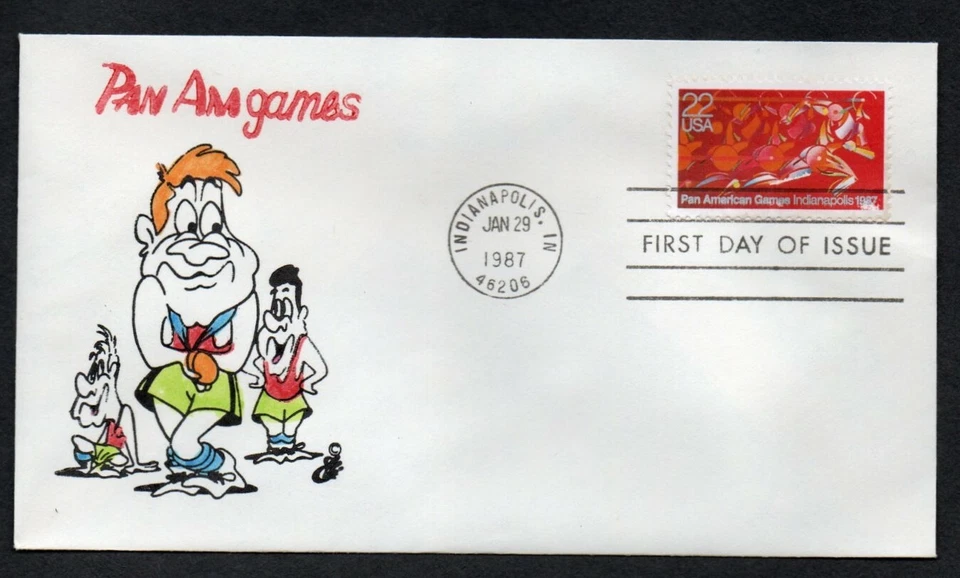 PAN AM games
22
USA
Pan American Games Indianapolis 1987
INDIANAPOLIS, IN
JAN 29
1987
46206
FIRST DAY OF ISSUE